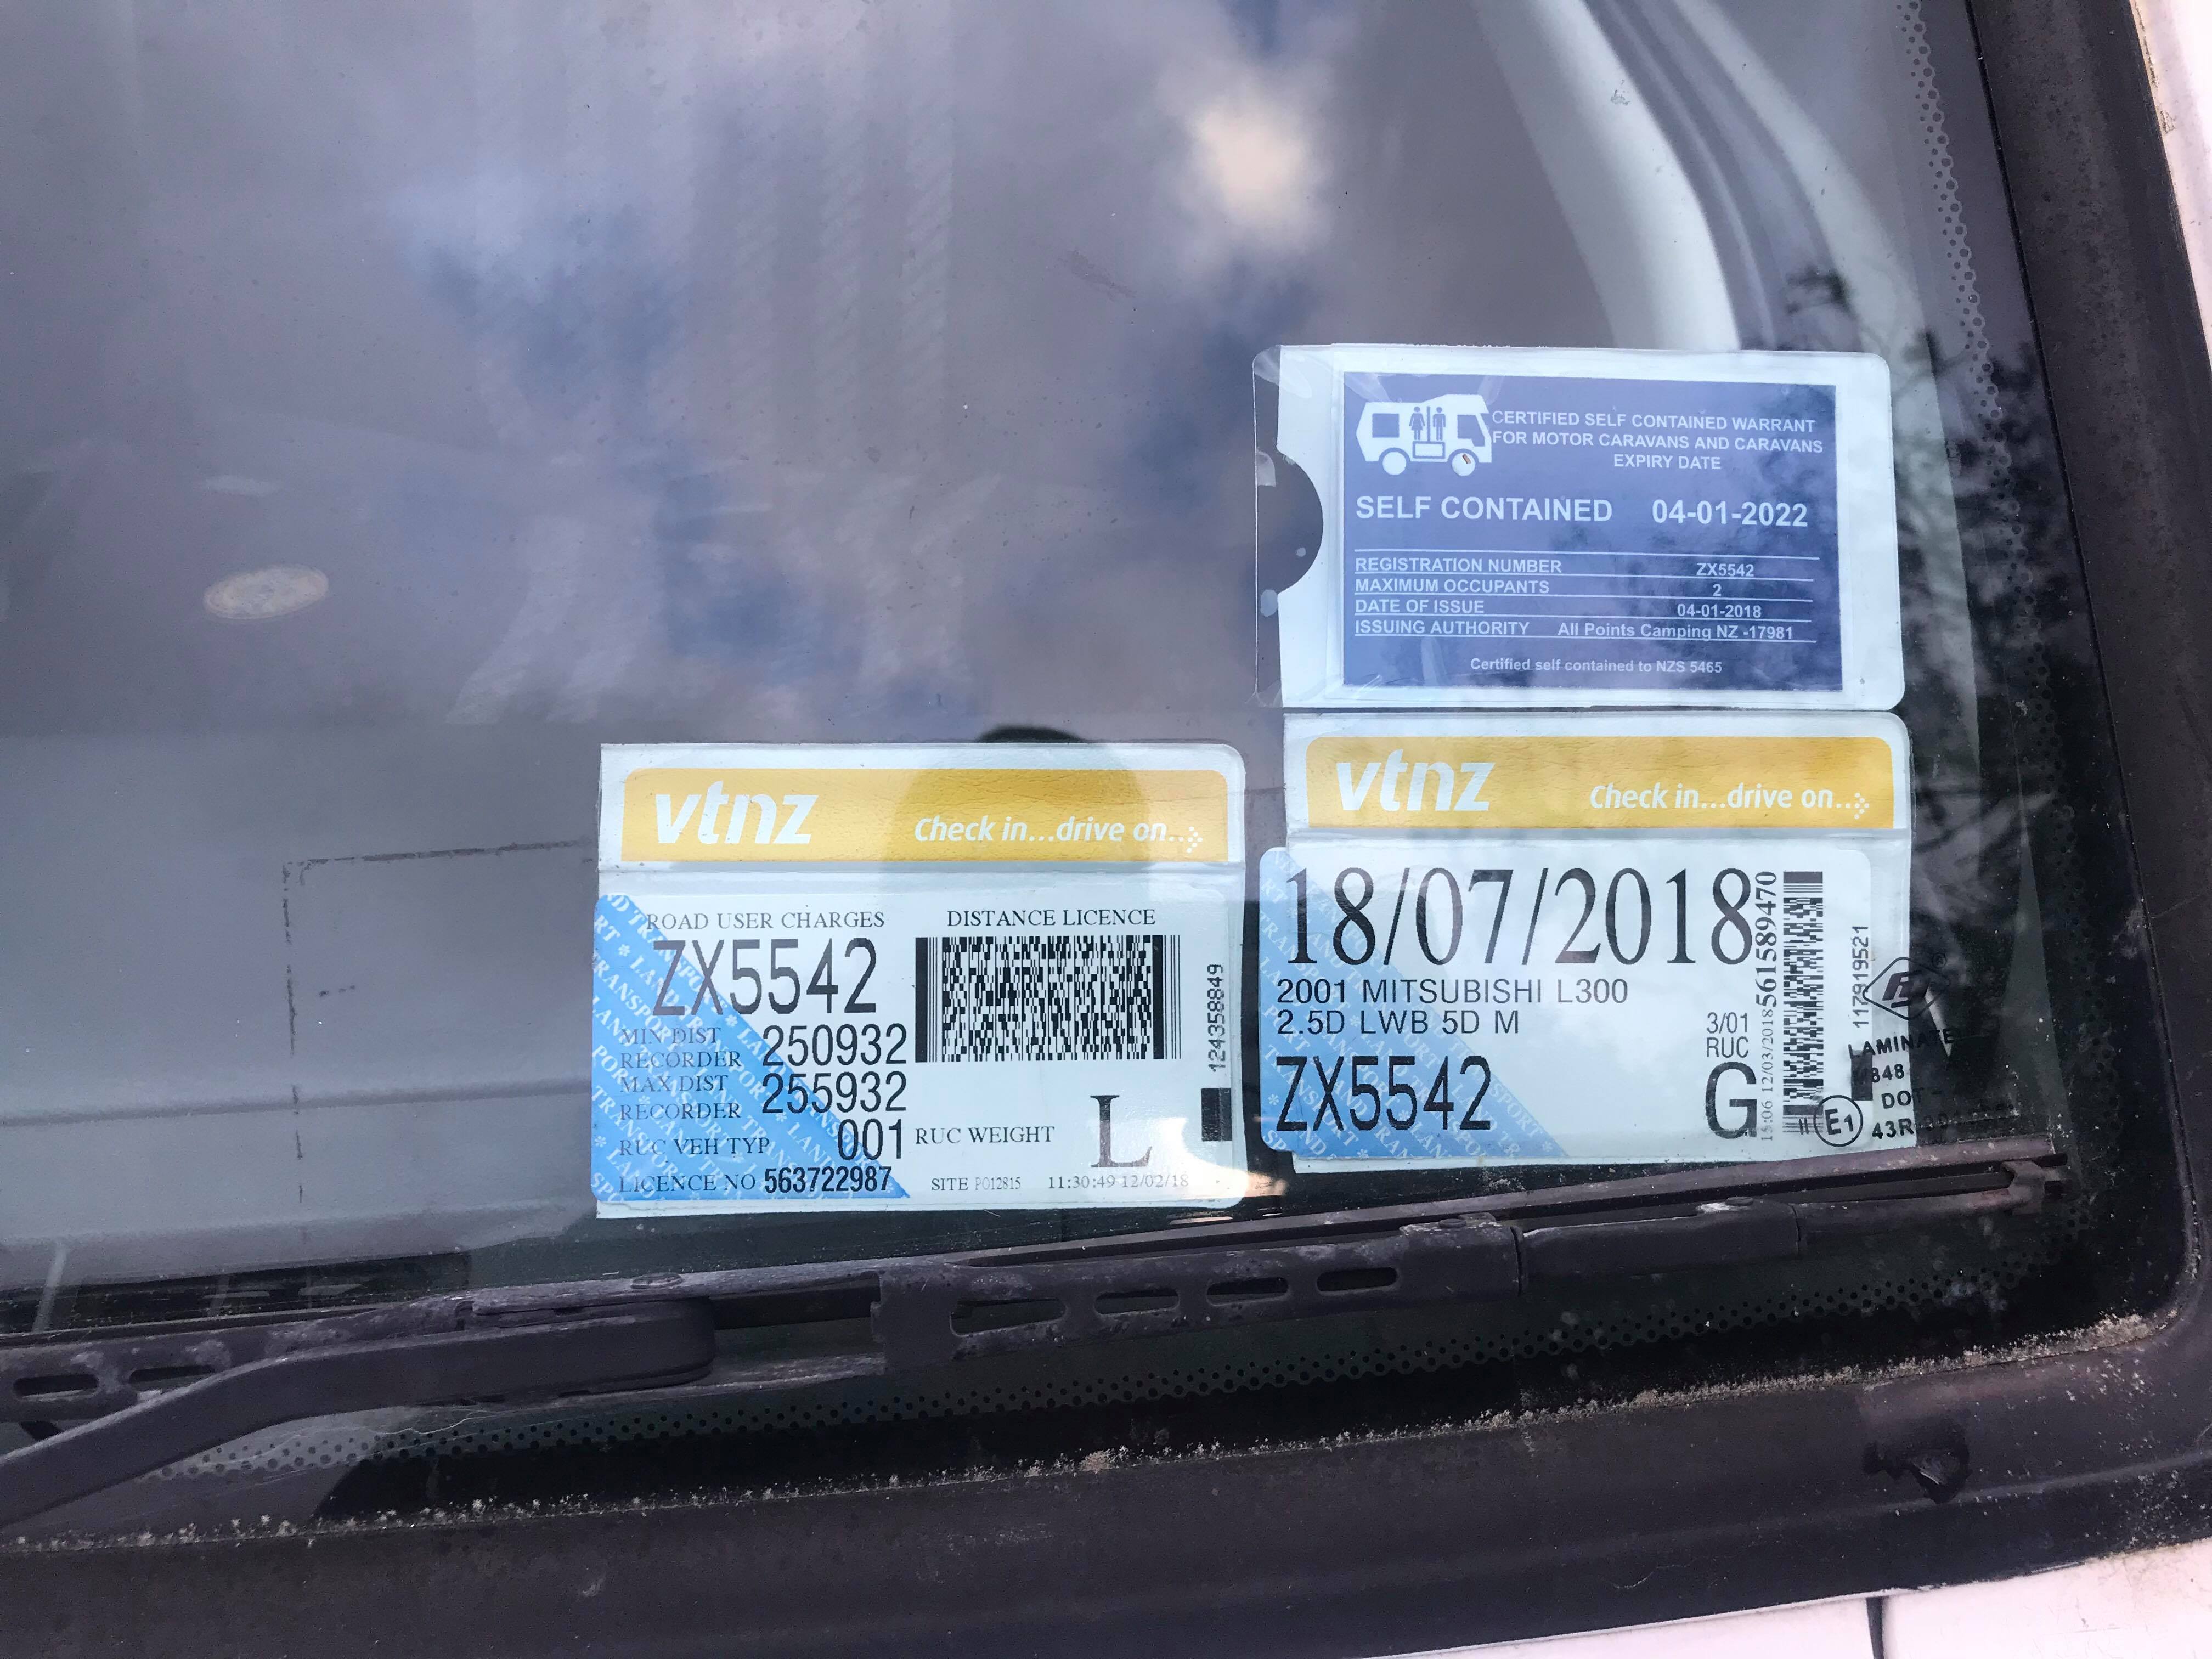 CERTIFIED SELF CONTAINED WARRANT
FOR MOTOR CARAVANS AND CARAVANS
EXPIRY DATE
SELF CONTAINED 04-01-2022
REGISTRATION NUMBER ZX5542
MAXIMUM OCCUPANTS 2
DATE OF ISSUE 04-01-2018
ISSUING AUTHORITY All Points Camping NZ -17981
Certified self contained to NZS 5465
vtnz Check in...drive on...
ROAD USER CHARGES DISTANCE LICENCE
ZX5542
MIN DIST
RECORDER 250932
MAX DIST
RECORDER 255932
RUC VEH TYP 001 RUC WEIGHT L
LICENCE NO 563722987 SITE PO12815 11:30:49 12/02/18
124358849
vtnz Check in...drive on...
18/07/2018
2001 MITSUBISHI L300
2.5D LWB 5D M
3/01
RUC
ZX5542 G
15:06 12/03/2018 561589470
117919521
LAMINATE
DOT
E1
43R